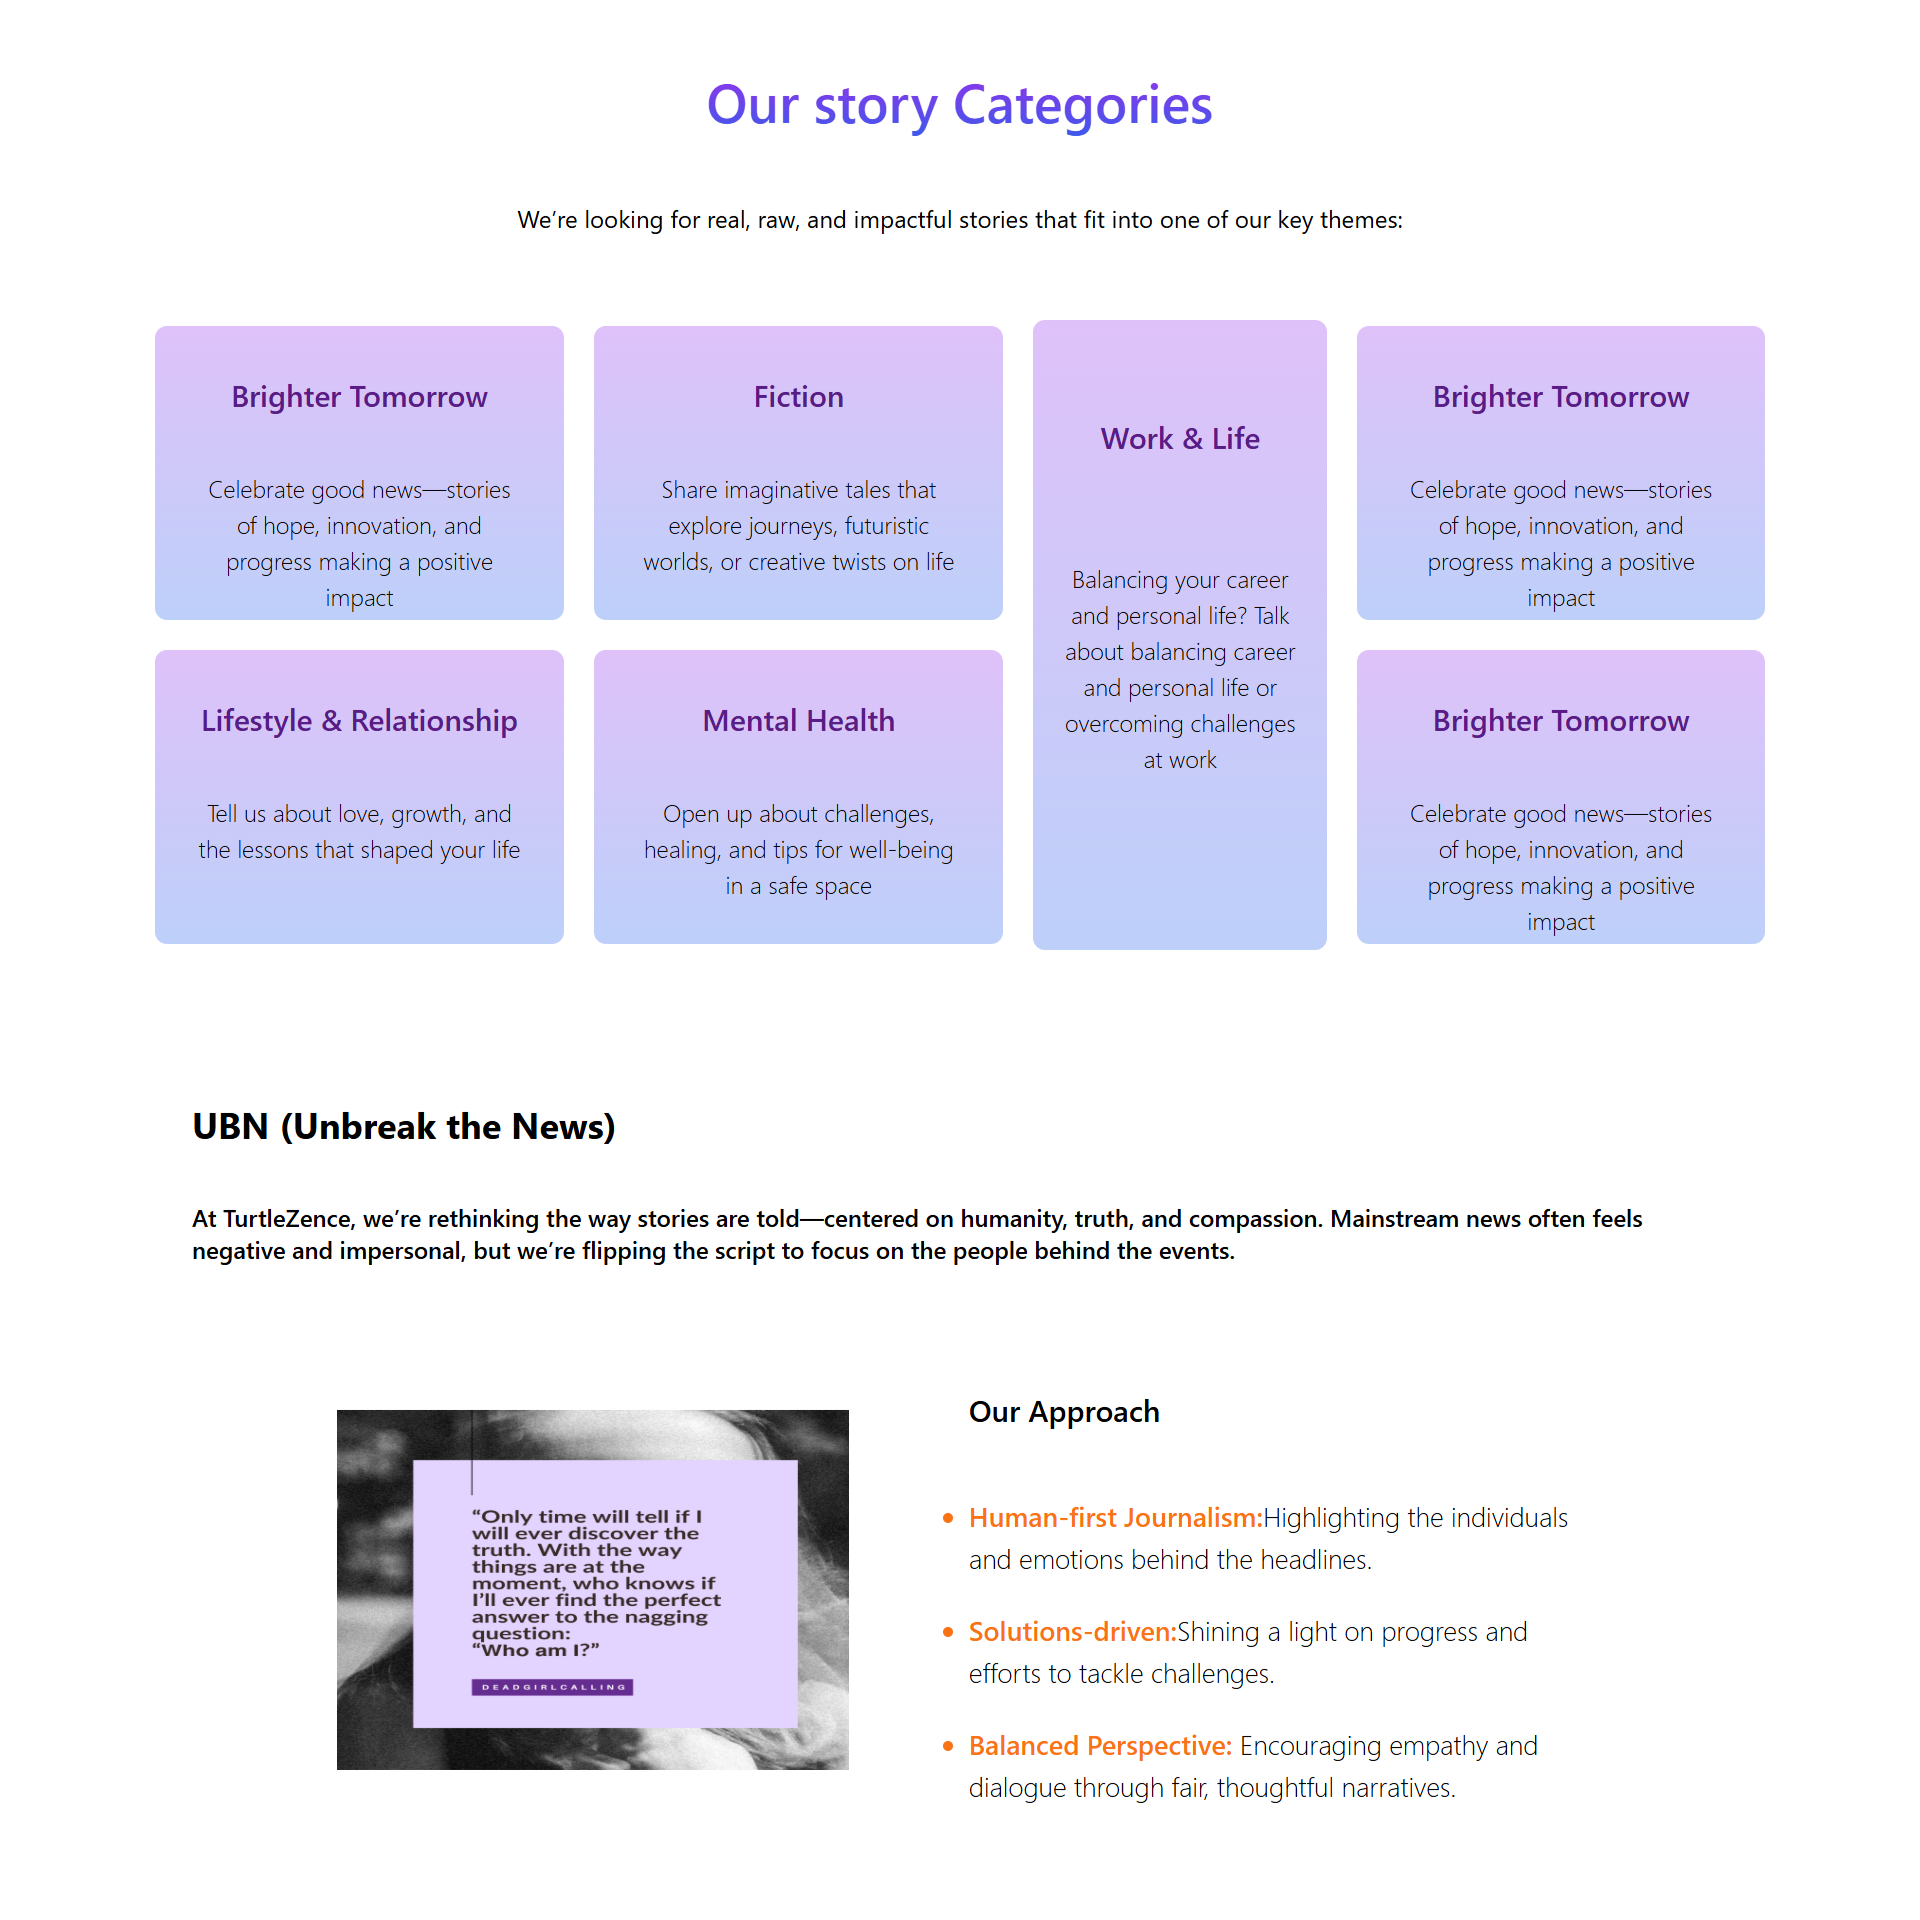 Our story Categories
We’re looking for real, raw, and impactful stories that fit into one of our key themes:
Brighter Tomorrow
Celebrate good news—stories
of hope, innovation, and
progress making a positive
impact
Fiction
Share imaginative tales that
explore journeys, futuristic
worlds, or creative twists on life
Work & Life
Balancing your career
and personal life? Talk
about balancing career
and personal life or
overcoming challenges
at work
Brighter Tomorrow
Celebrate good news—stories
of hope, innovation, and
progress making a positive
impact
Lifestyle & Relationship
Tell us about love, growth, and
the lessons that shaped your life
Mental Health
Open up about challenges,
healing, and tips for well-being
in a safe space
Brighter Tomorrow
Celebrate good news—stories
of hope, innovation, and
progress making a positive
impact
UBN (Unbreak the News)
At TurtleZence, we’re rethinking the way stories are told—centered on humanity, truth, and compassion. Mainstream news often feels
negative and impersonal, but we’re flipping the script to focus on the people behind the events.
“Only time will tell if I
will ever discover the
truth. With the way
things are at the
moment, who knows if
I’ll ever find the perfect
answer to the nagging
question:
“Who am I?”
DEADGIRLCALLING
Our Approach
• Human-first Journalism:Highlighting the individuals
and emotions behind the headlines.
• Solutions-driven:Shining a light on progress and
efforts to tackle challenges.
• Balanced Perspective: Encouraging empathy and
dialogue through fair, thoughtful narratives.